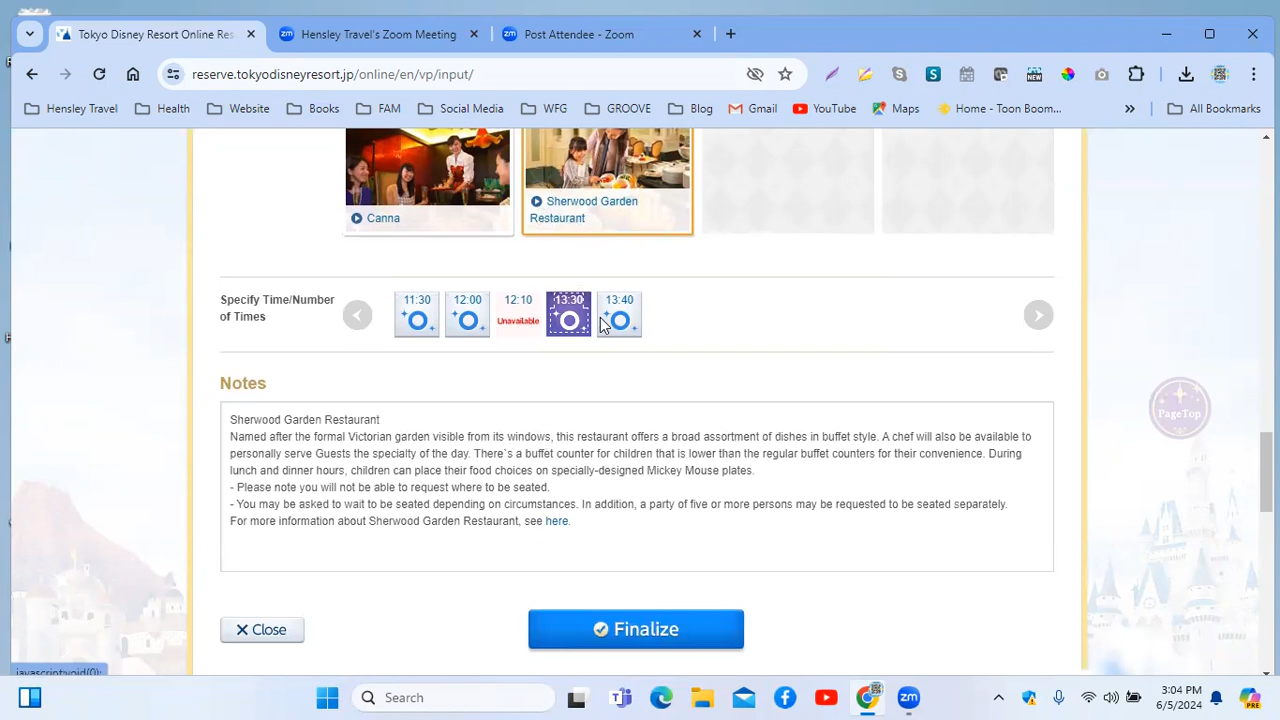 Tokyo Disney Resort Online Res
Hensley Travel's Zoom Meeting
Post Attendee - Zoom
reserve.tokyodisneyresort.jp/online/en/vp/input/
Hensley Travel
Health
Website
Books
FAM
Social Media
WFG
GROOVE
Blog
Gmail
YouTube
Maps
Home - Toon Boom...
All Bookmarks
Canna
Sherwood Garden
Restaurant
Specify Time/Number
of Times
11:30
12:00
12:10
Unavailable
13:30
13:40
Notes
PageTop
Sherwood Garden Restaurant
Named after the formal Victorian garden visible from its windows, this restaurant offers a broad assortment of dishes in buffet style. A chef will also be available to
personally serve Guests the specialty of the day. There`s a buffet counter for children that is lower than the regular buffet counters for their convenience. During
lunch and dinner hours, children can place their food choices on specially-designed Mickey Mouse plates.
- Please note you will not be able to request where to be seated.
- You may be asked to wait to be seated depending on circumstances. In addition, a party of five or more persons may be requested to be seated separately.
For more information about Sherwood Garden Restaurant, see here.
Close
Finalize
javascript:void(0);
Search
3:04 PM
6/5/2024